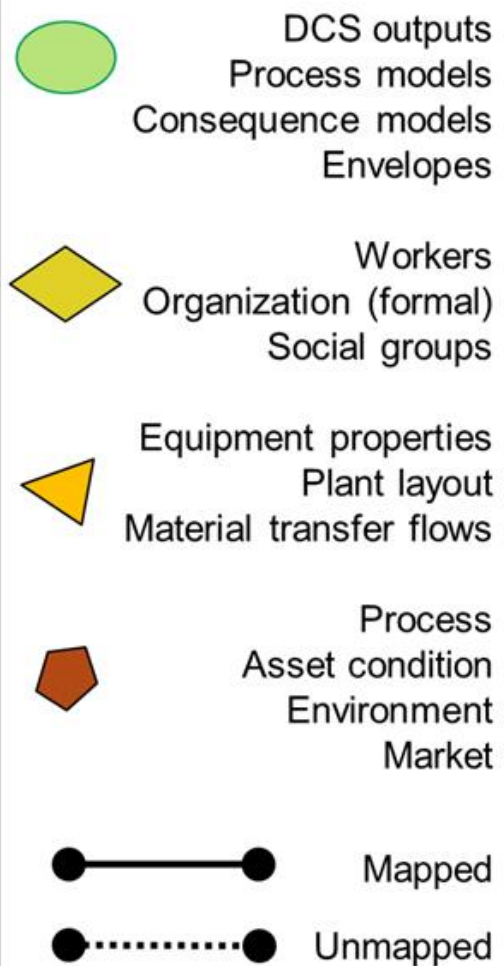 DCS outputs
Process models
Consequence models
Envelopes
Workers
Organization (formal)
Social groups
Equipment properties
Plant layout
Material transfer flows
Process
Asset condition
Environment
Market
Mapped
Unmapped